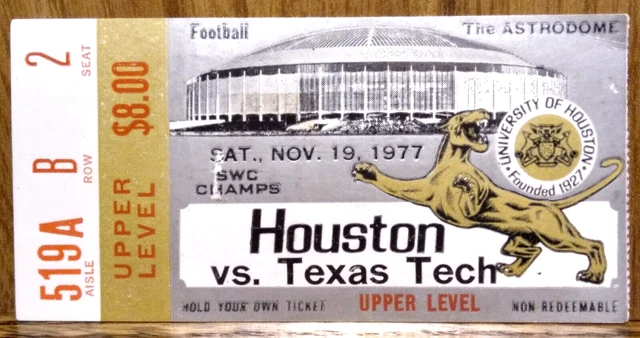 2
SEAT
B
ROW
519A
AISLE
$8.00
UPPER
LEVEL
Football
The ASTRODOME
UNIVERSITY OF HOUSTON
Founded 1927
SAT., NOV. 19, 1977
SWC
CHAMPS
Houston
vs. Texas Tech
HOLD YOUR OWN TICKET
UPPER LEVEL
NON REDEEMABLE